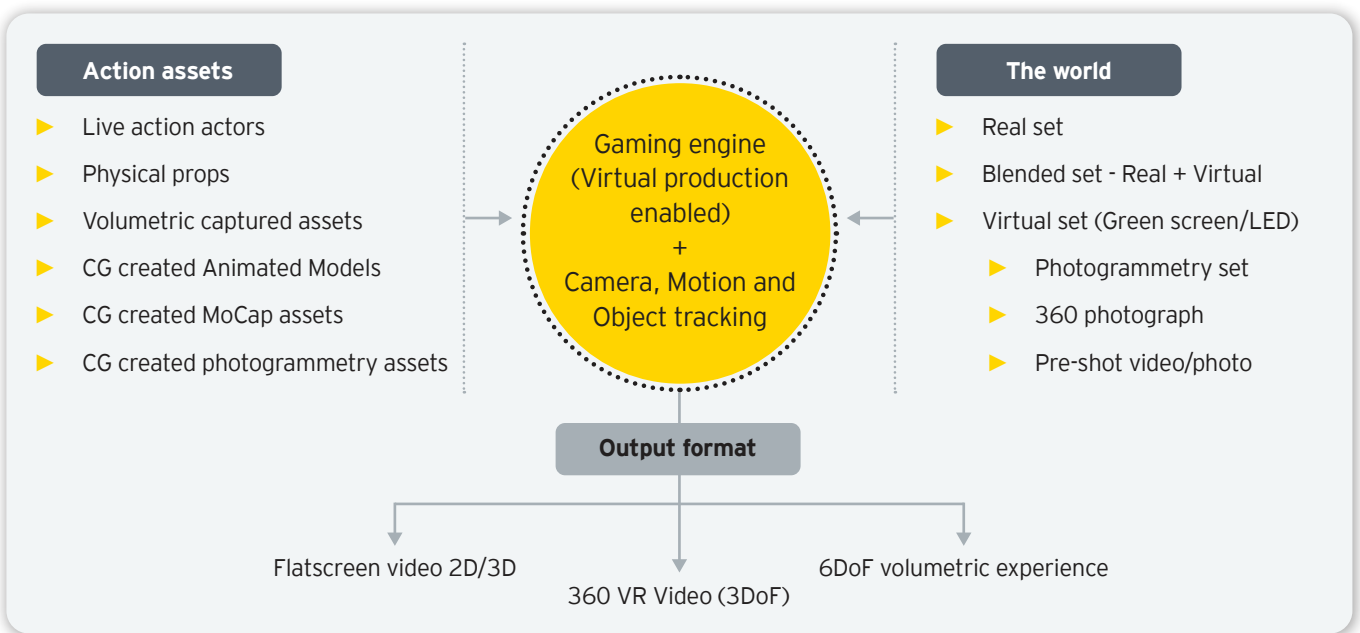 Action assets
Live action actors
Physical props
Volumetric captured assets
CG created Animated Models
CG created MoCap assets
CG created photogrammetry assets
Gaming engine
(Virtual production
enabled)
+
Camera, Motion and
Object tracking
The world
Real set
Blended set - Real + Virtual
Virtual set (Green screen/LED)
Photogrammetry set
360 photograph
Pre-shot video/photo
Output format
Flatscreen video 2D/3D
360 VR Video (3DoF)
6DoF volumetric experience